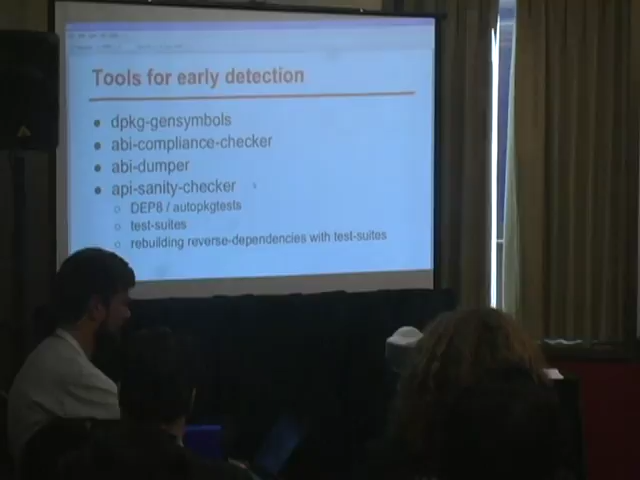 Tools for early detection
dpkg-gensymbols
abi-compliance-checker
abi-dumper
api-sanity-checker
DEP8 / autopkgtests
test-suites
rebuilding reverse-dependencies with test-suites